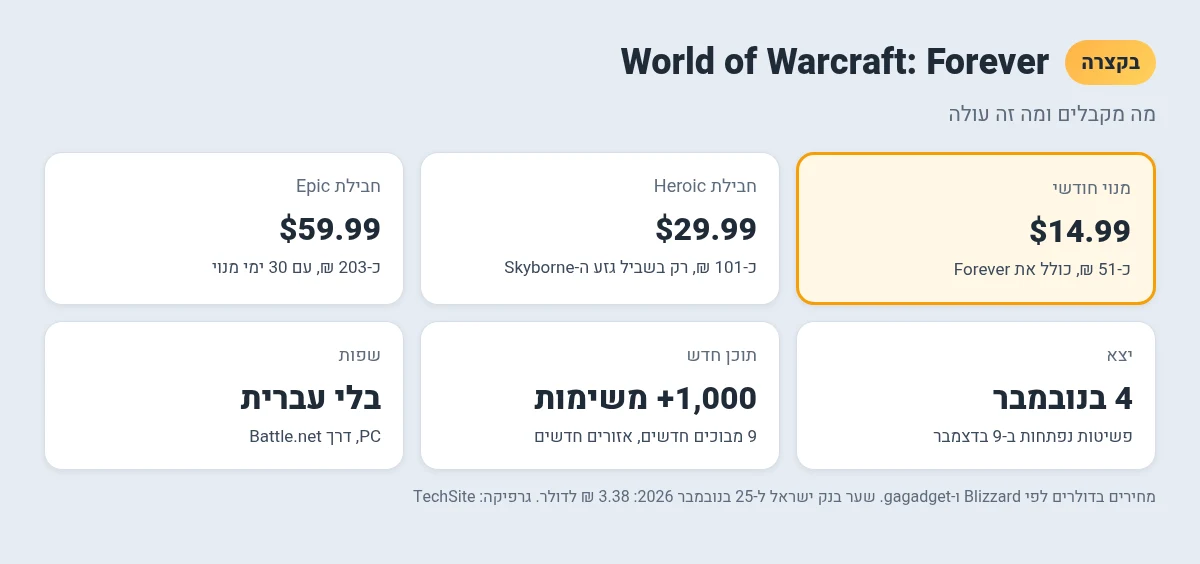 בקצרה
World of Warcraft: Forever
מה מקבלים ומה זה עולה
מנוי חודשי
$14.99
כ-51 ₪, כולל את Forever
חבילת Heroic
$29.99
כ-101 ₪, רק בשביל גזע ה-Skyborne
חבילת Epic
$59.99
כ-203 ₪, עם 30 ימי מנוי
יצא
4 בנובמבר
פשיטות נפתחות ב-9 בדצמבר
תוכן חדש
1,000+ משימות
9 מבוכים חדשים, אזורים חדשים
שפות
בלי עברית
PC, דרך Battle.net
מחירים בדולרים לפי Blizzard ו-gagadget. שער בנק ישראל ל-25 בנובמבר 2026: 3.38 ₪ לדולר. גרפיקה: TechSite